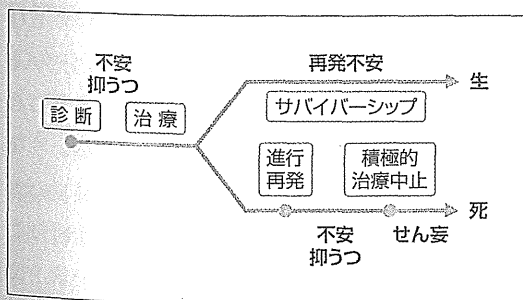 不安
抑うつ
診断
治療
再発不安
生
サバイバーシップ
進行
再発
積極的
治療中止
死
不安
抑うつ
せん妄